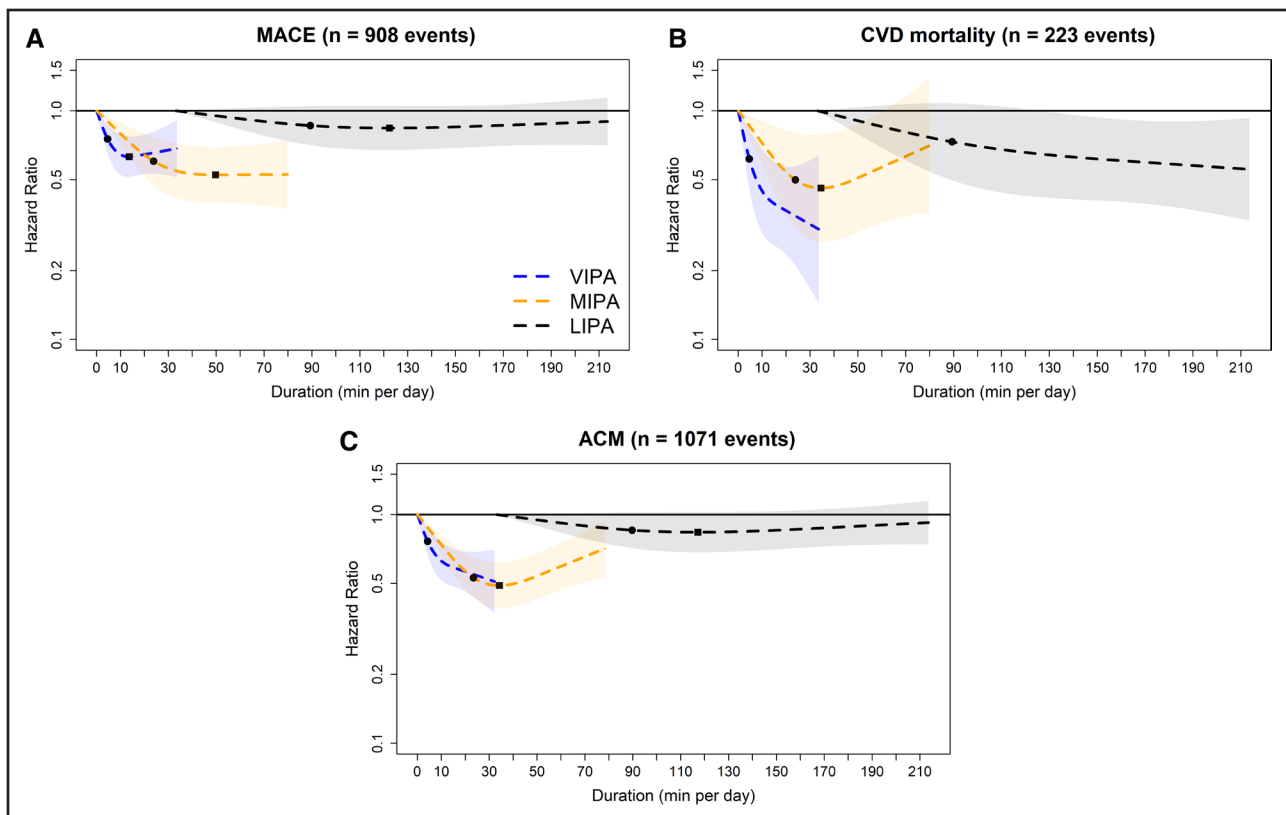 A
MACE (n = 908 events)
Hazard Ratio
1.5
1.0
0.5
0.2
0.1
VIPA
MIPA
LIPA
0 10 30 50 70 90 110 130 150 170 190 210
Duration (min per day)
B
CVD mortality (n = 223 events)
Hazard Ratio
1.5
1.0
0.5
0.2
0.1
0 10 30 50 70 90 110 130 150 170 190 210
Duration (min per day)
C
ACM (n = 1071 events)
Hazard Ratio
1.5
1.0
0.5
0.2
0.1
0 10 30 50 70 90 110 130 150 170 190 210
Duration (min per day)